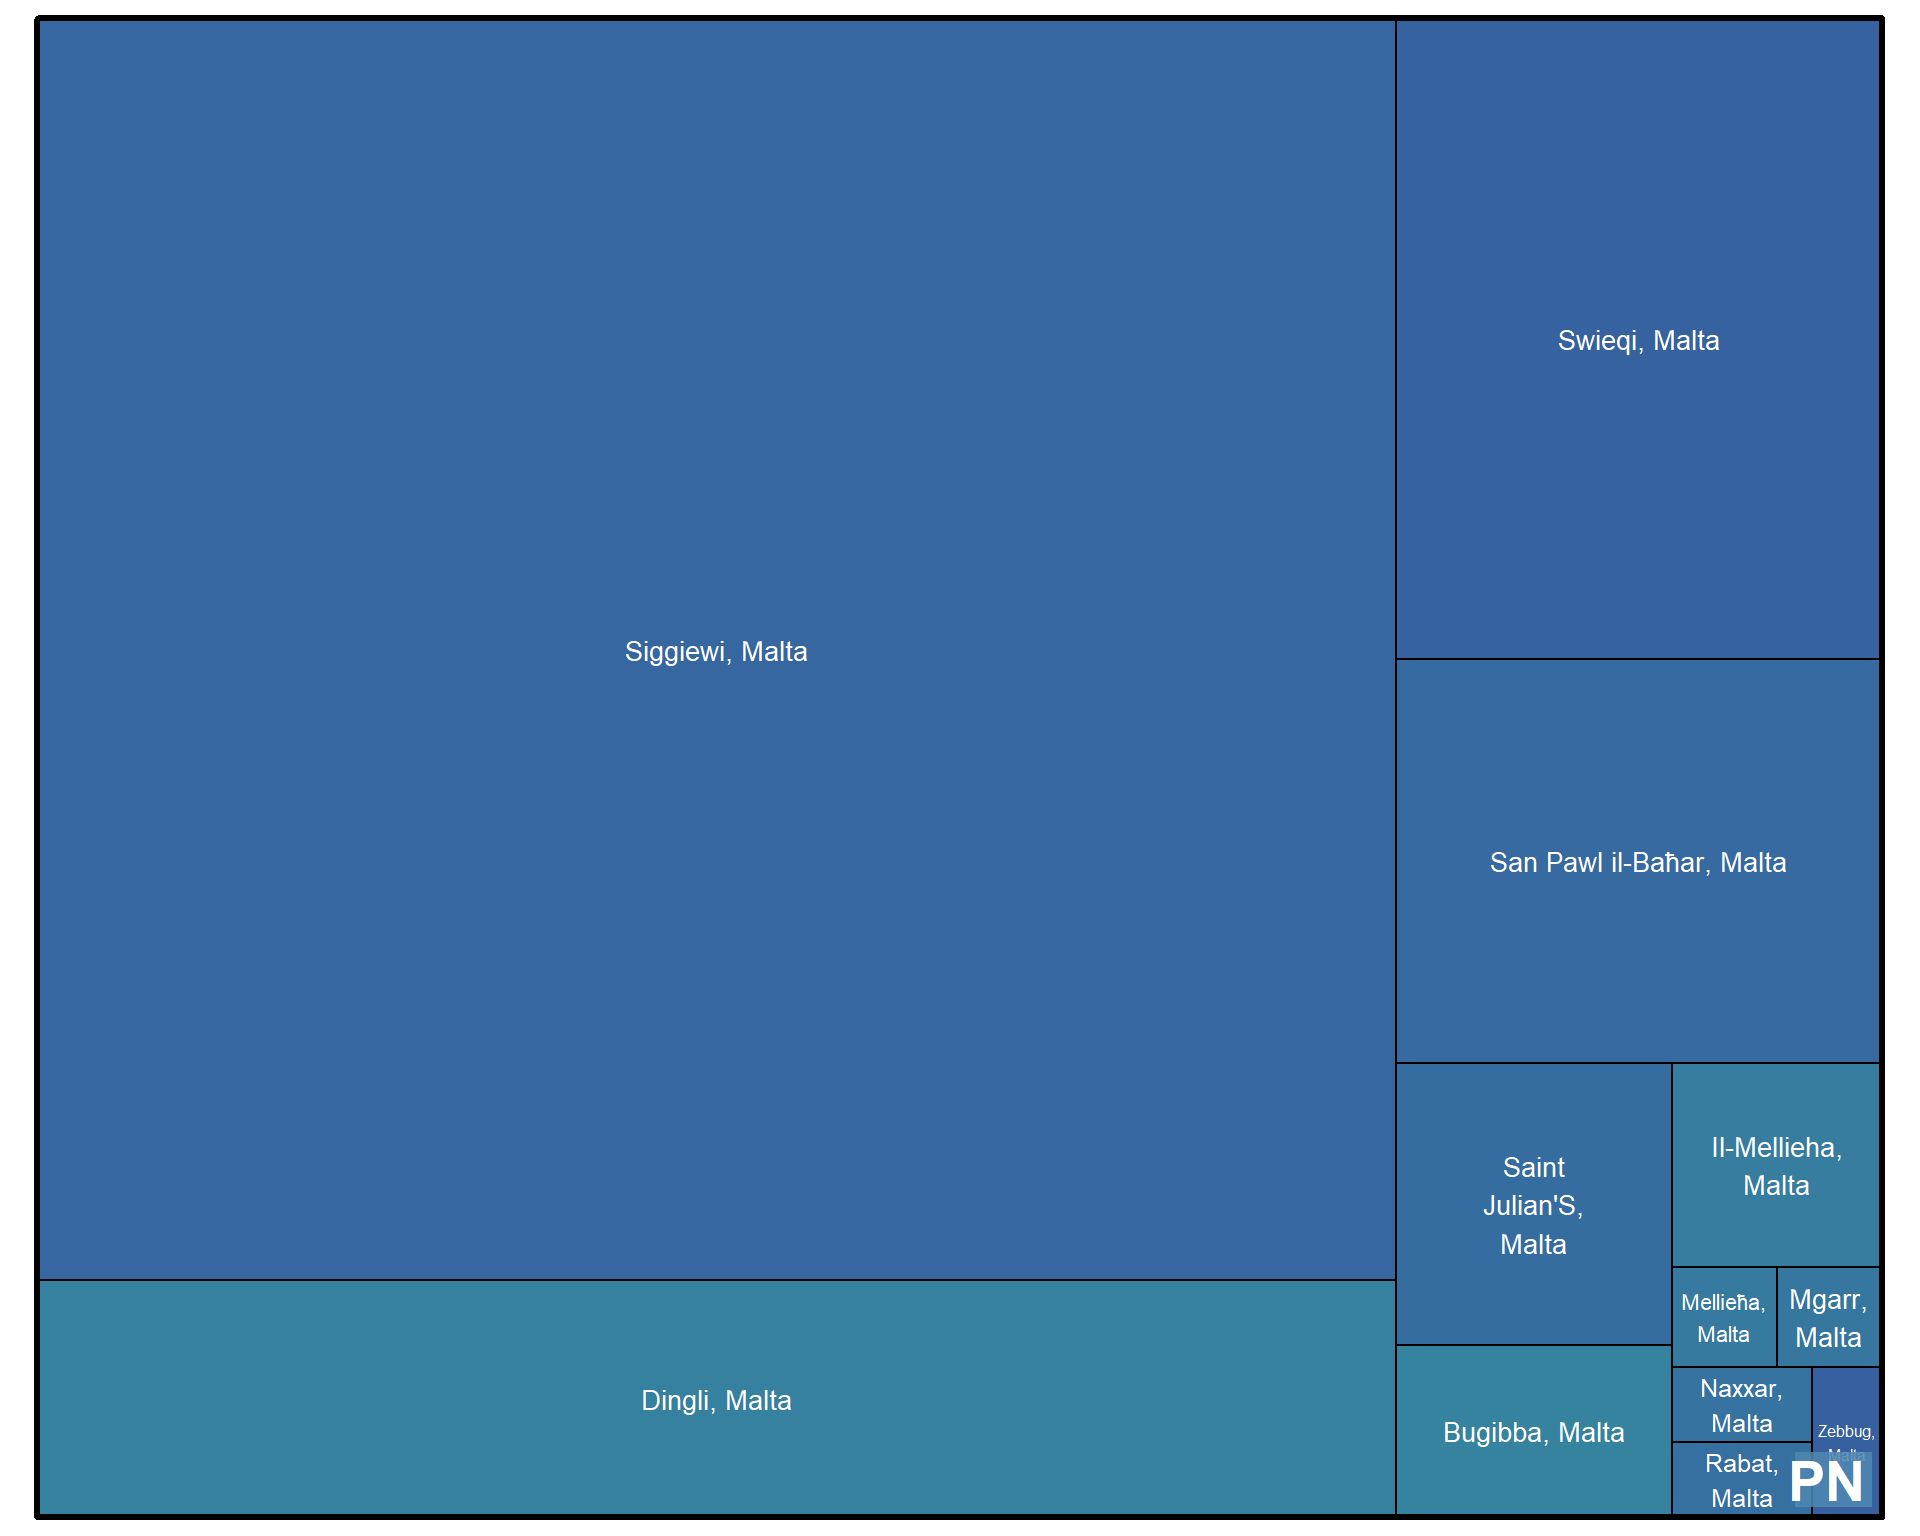 Swieqi, Malta
Siggiewi, Malta
San Pawl il-Baħar, Malta
Saint
Julian'S,
Malta
Il-Mellieha,
Malta
Mellieħa,
Malta
Mgarr,
Malta
Dingli, Malta
Bugibba, Malta
Naxxar,
Malta
Zebbug,
Malta
Rabat,
Malta
PN